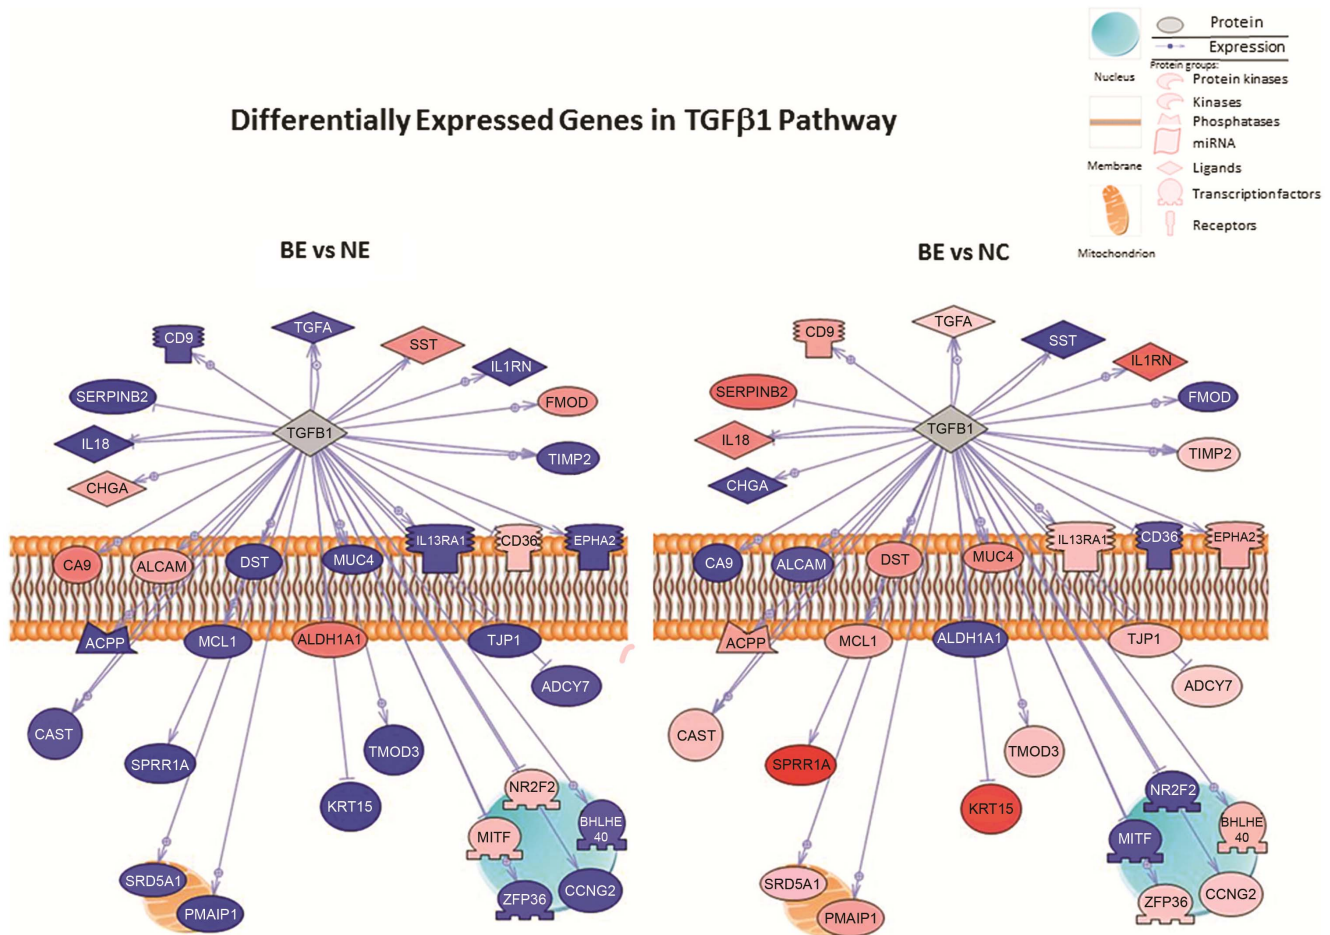 Protein
Expression
Protein groups:
Nucleus
Protein kinases
Kinases
Phosphatases
miRNA
Membrane
Ligands
Transcription factors
Receptors
Mitochondrion
Differentially Expressed Genes in TGFβ1 Pathway
BE vs NE
CD9
TGFA
SST
IL1RN
SERPINB2
FMOD
IL18
TGFB1
TIMP2
CHGA
CA9
ALCAM
DST
MUC4
IL13RA1
CD36
EPHA2
ACPP
MCL1
ALDH1A1
TJP1
ADCY7
CAST
SPRR1A
TMOD3
KRT15
NR2F2
MITF
BHLHE
40
SRD5A1
PMAIP1
ZFP36
CCNG2
BE vs NC
CD9
TGFA
SST
IL1RN
SERPINB2
FMOD
IL18
TGFB1
TIMP2
CHGA
CA9
ALCAM
DST
MUC4
IL13RA1
CD36
EPHA2
ACPP
MCL1
ALDH1A1
TJP1
ADCY7
CAST
SPRR1A
TMOD3
KRT15
NR2F2
MITF
BHLHE
40
SRD5A1
PMAIP1
ZFP36
CCNG2